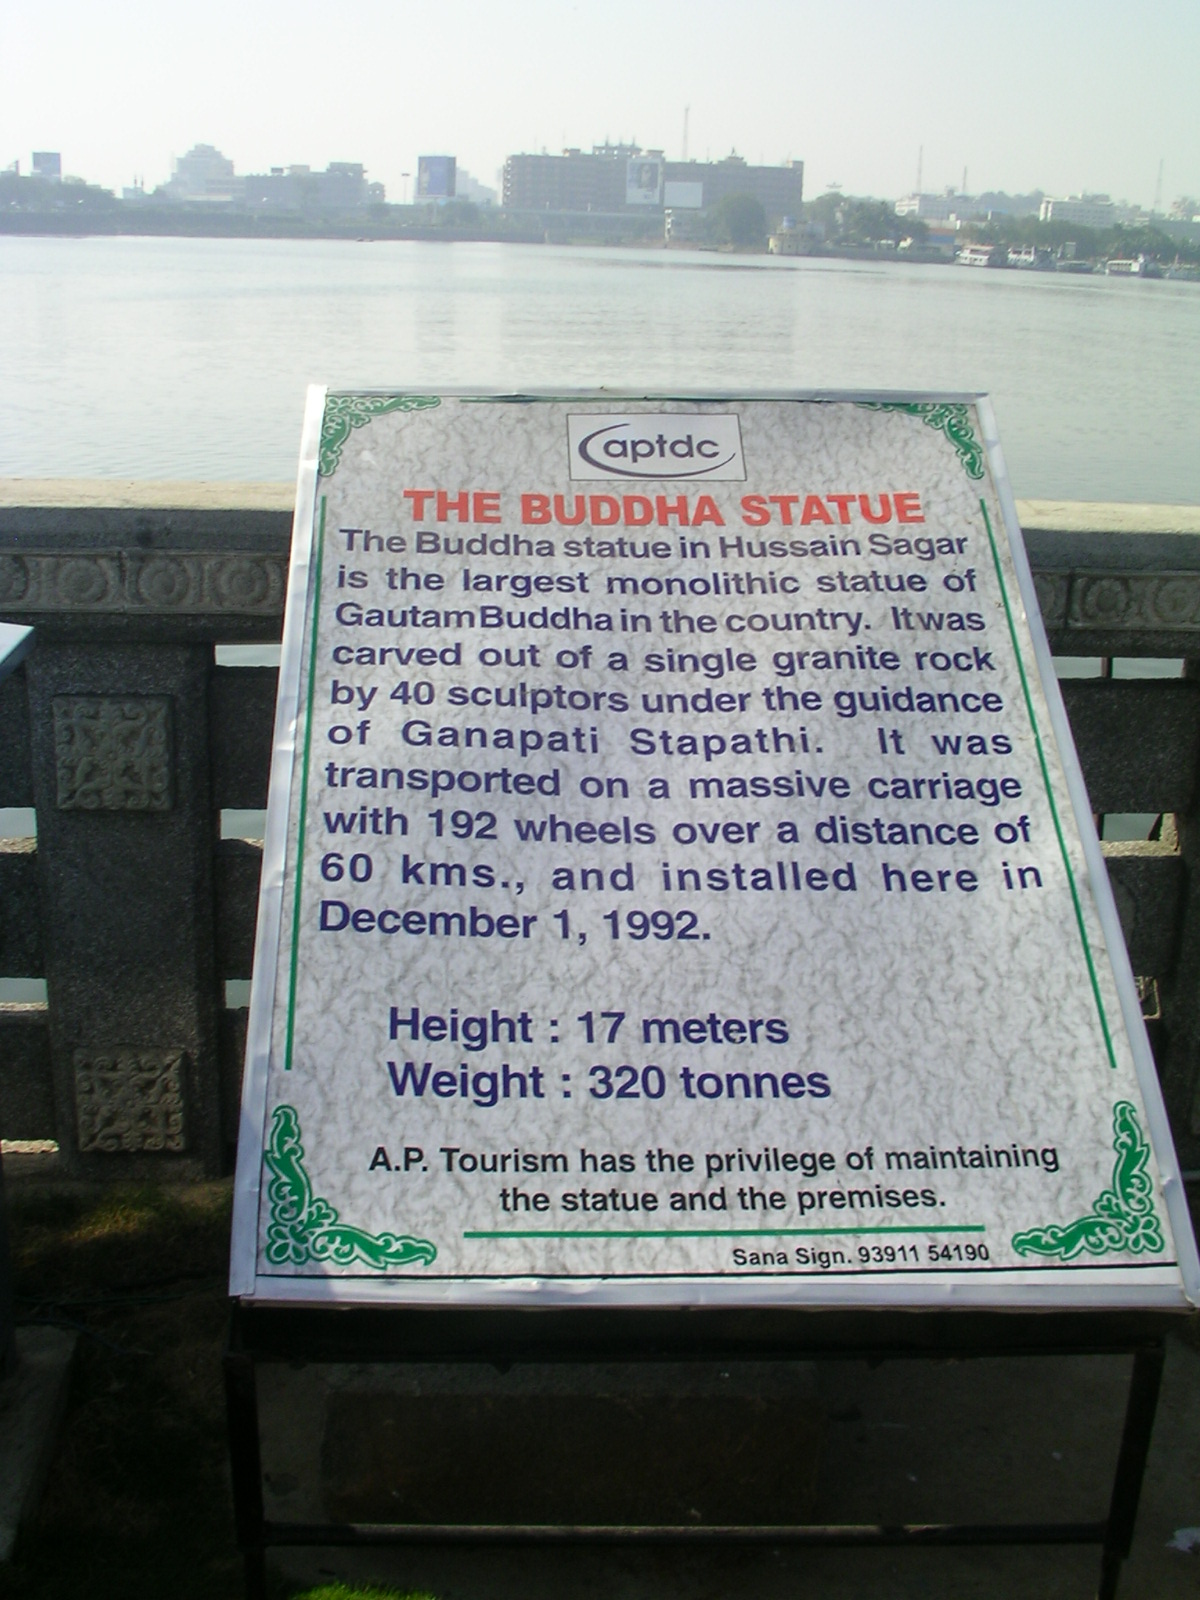 aptdc
THE BUDDHA STATUE
The Buddha statue in Hussain Sagar
is the largest monolithic statue of
Gautam Buddha in the country. It was
carved out of a single granite rock
by 40 sculptors under the guidance
of Ganapati Stapathi. It was
transported on a massive carriage
with 192 wheels over a distance of
60 kms., and installed here in
December 1, 1992.
Height : 17 meters
Weight : 320 tonnes
A.P. Tourism has the privilege of maintaining
the statue and the premises.
Sana Sign. 93911 54190